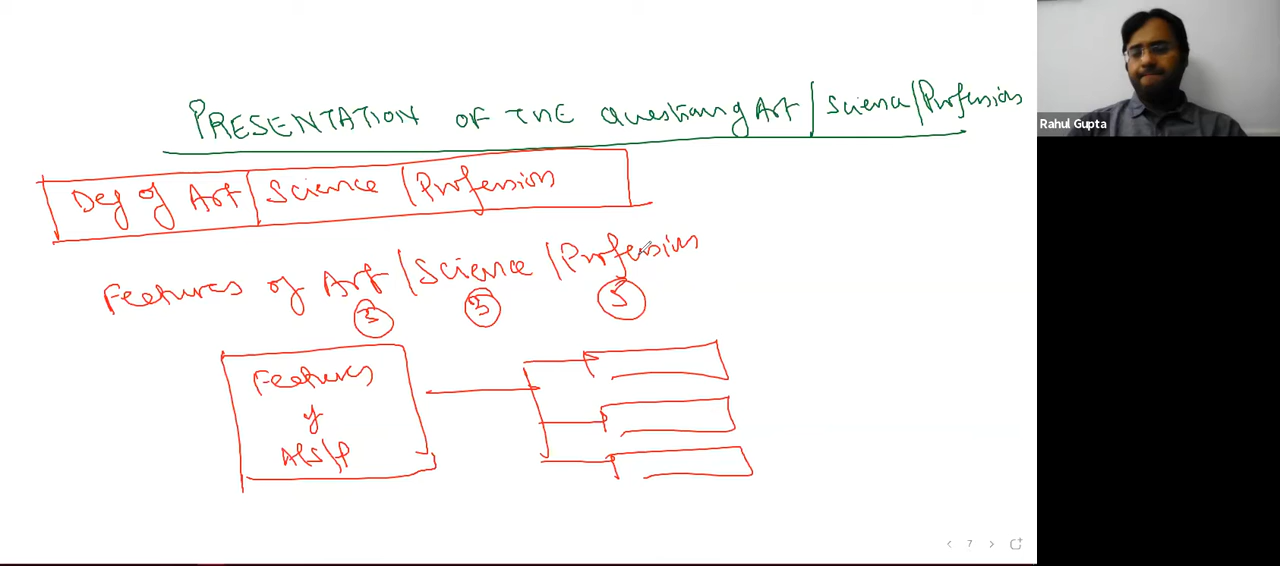 PRESENTATION OF THE Question of Art / Science / Profession
Rahul Gupta
Def of Art | Science / Profession
Features of Art / Science / Profession
3 5 5
Features
of
A/S/P
7